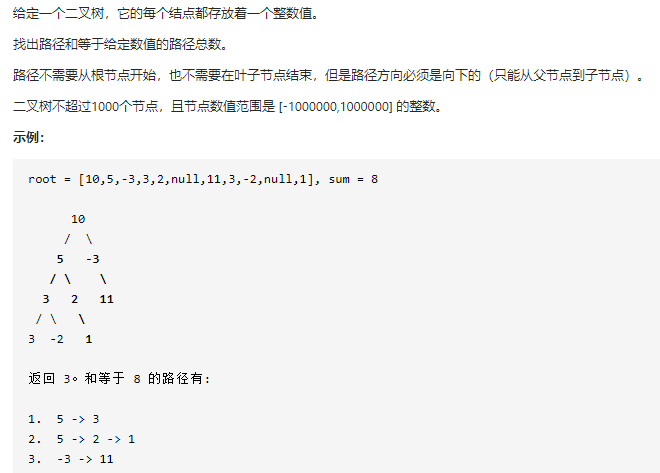 给定一个二叉树，它的每个结点都存放着一个整数值。
找出路径和等于给定数值的路径总数。
路径不需要从根节点开始，也不需要在叶子节点结束，但是路径方向必须是向下的（只能从父节点到子节点）。
二叉树不超过1000个节点，且节点数值范围是 [-1000000,1000000] 的整数。
示例：
root = [10,5,-3,3,2,null,11,3,-2,null,1], sum = 8
10
/ \
5 -3
/ \ \
3 2 11
/ \ \
3 -2 1
返回 3。和等于 8 的路径有:
1. 5 -> 3
2. 5 -> 2 -> 1
3. -3 -> 11